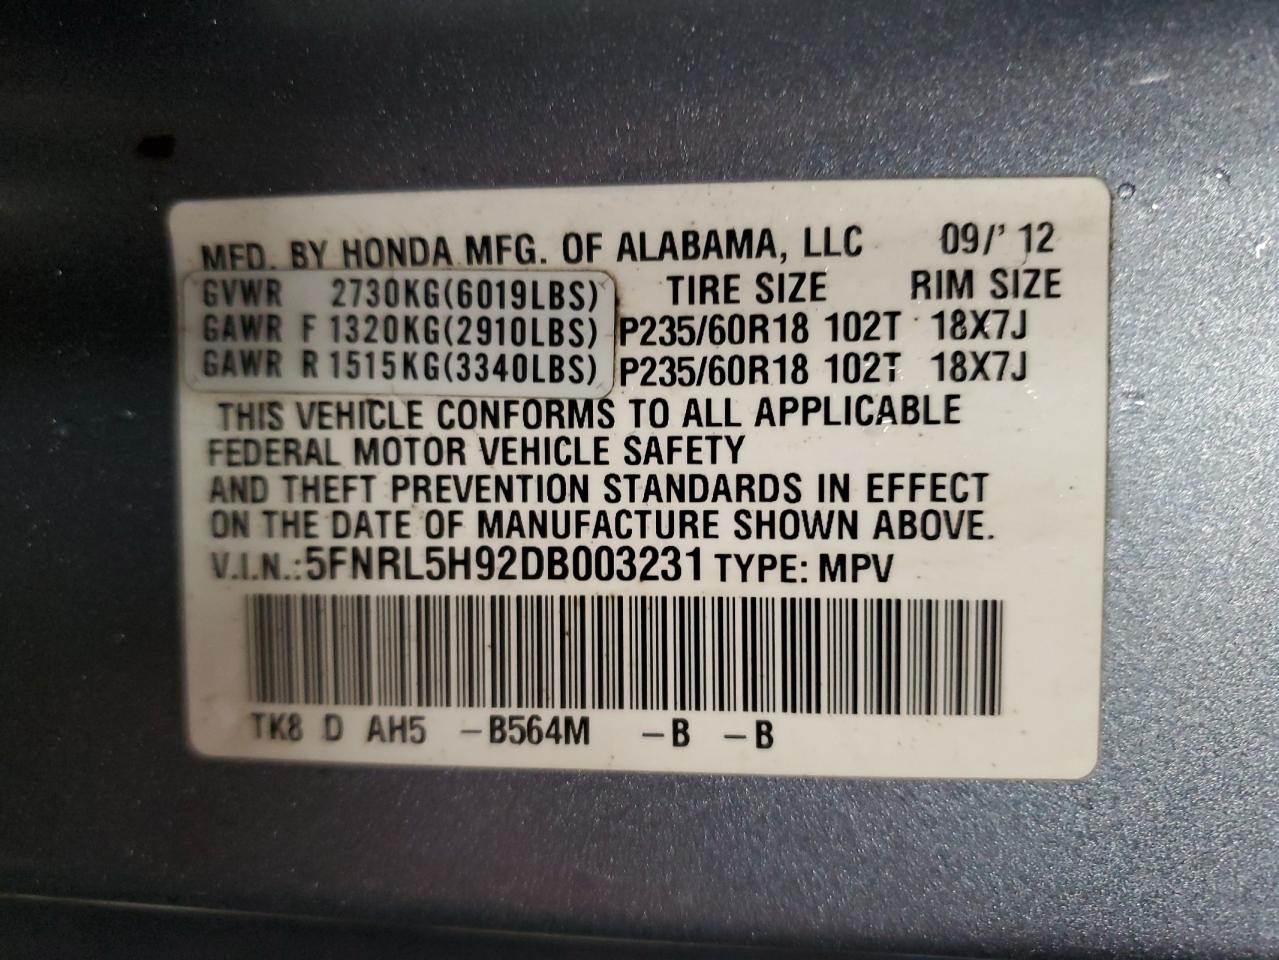 MFD. BY HONDA MFG. OF ALABAMA, LLC 09/' 12
GVWR 2730KG(6019LBS) TIRE SIZE RIM SIZE
GAWR F 1320KG(2910LBS) P235/60R18 102T 18X7J
GAWR R 1515KG(3340LBS) P235/60R18 102T 18X7J
THIS VEHICLE CONFORMS TO ALL APPLICABLE
FEDERAL MOTOR VEHICLE SAFETY
AND THEFT PREVENTION STANDARDS IN EFFECT
ON THE DATE OF MANUFACTURE SHOWN ABOVE.
V.I.N.:5FNRL5H92DB003231 TYPE: MPV
TK8 D AH5 –B564M –B –B